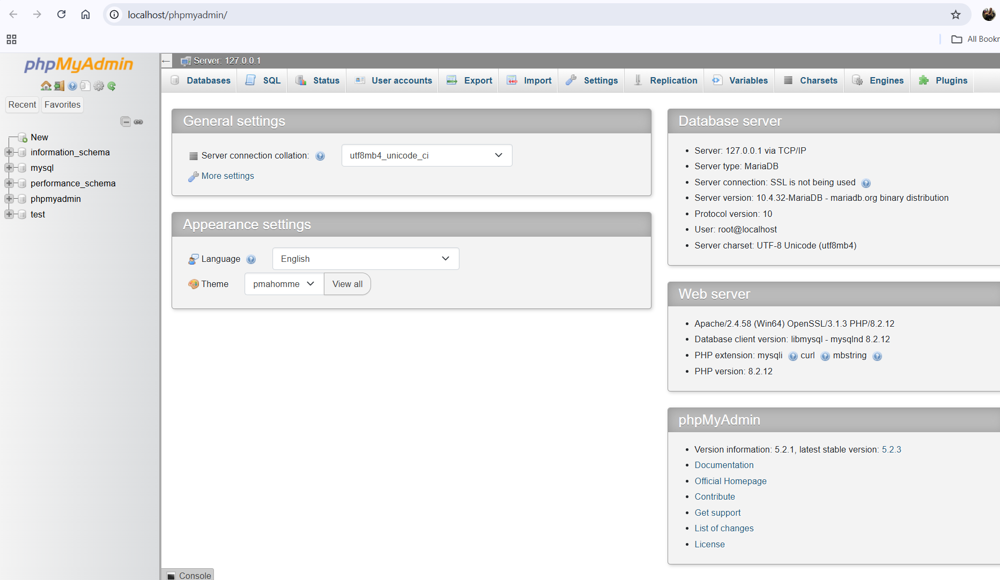 localhost/phpmyadmin/
All Bookr
phpMyAdmin
Recent Favorites
New
information_schema
mysql
performance_schema
phpmyadmin
test
Server: 127.0.0.1
Databases SQL Status User accounts Export Import Settings Replication Variables Charsets Engines Plugins
General settings
Server connection collation: utf8mb4_unicode_ci
More settings
Appearance settings
Language English
Theme pmahomme View all
Database server
Server: 127.0.0.1 via TCP/IP
Server type: MariaDB
Server connection: SSL is not being used
Server version: 10.4.32-MariaDB - mariadb.org binary distribution
Protocol version: 10
User: root@localhost
Server charset: UTF-8 Unicode (utf8mb4)
Web server
Apache/2.4.58 (Win64) OpenSSL/3.1.3 PHP/8.2.12
Database client version: libmysql - mysqlnd 8.2.12
PHP extension: mysqli curl mbstring
PHP version: 8.2.12
phpMyAdmin
Version information: 5.2.1, latest stable version: 5.2.3
Documentation
Official Homepage
Contribute
Get support
List of changes
License
Console